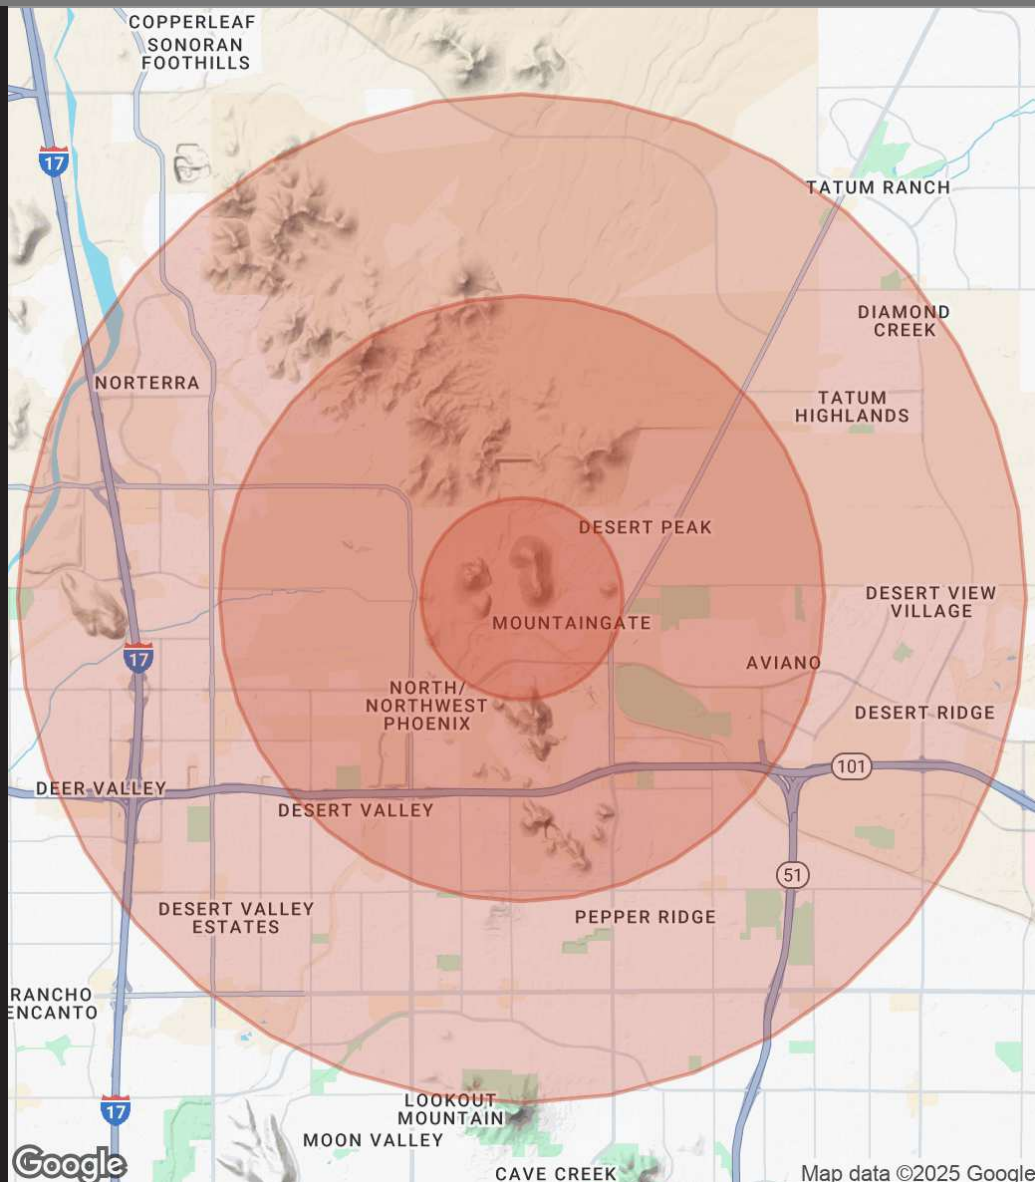 COPPERLEAF
SONORAN
FOOTHILLS
17
TATUM RANCH
DIAMOND
CREEK
NORTERRA
TATUM
HIGHLANDS
DESERT PEAK
DESERT VIEW
VILLAGE
MOUNTAINGATE
17
AVIANO
NORTH/
NORTHWEST
PHOENIX
DESERT RIDGE
101
DEER VALLEY
DESERT VALLEY
51
DESERT VALLEY
ESTATES
PEPPER RIDGE
RANCHO
ENCANTO
LOOKOUT
MOUNTAIN
17
MOON VALLEY
Google
CAVE CREEK
Map data ©2025 Google